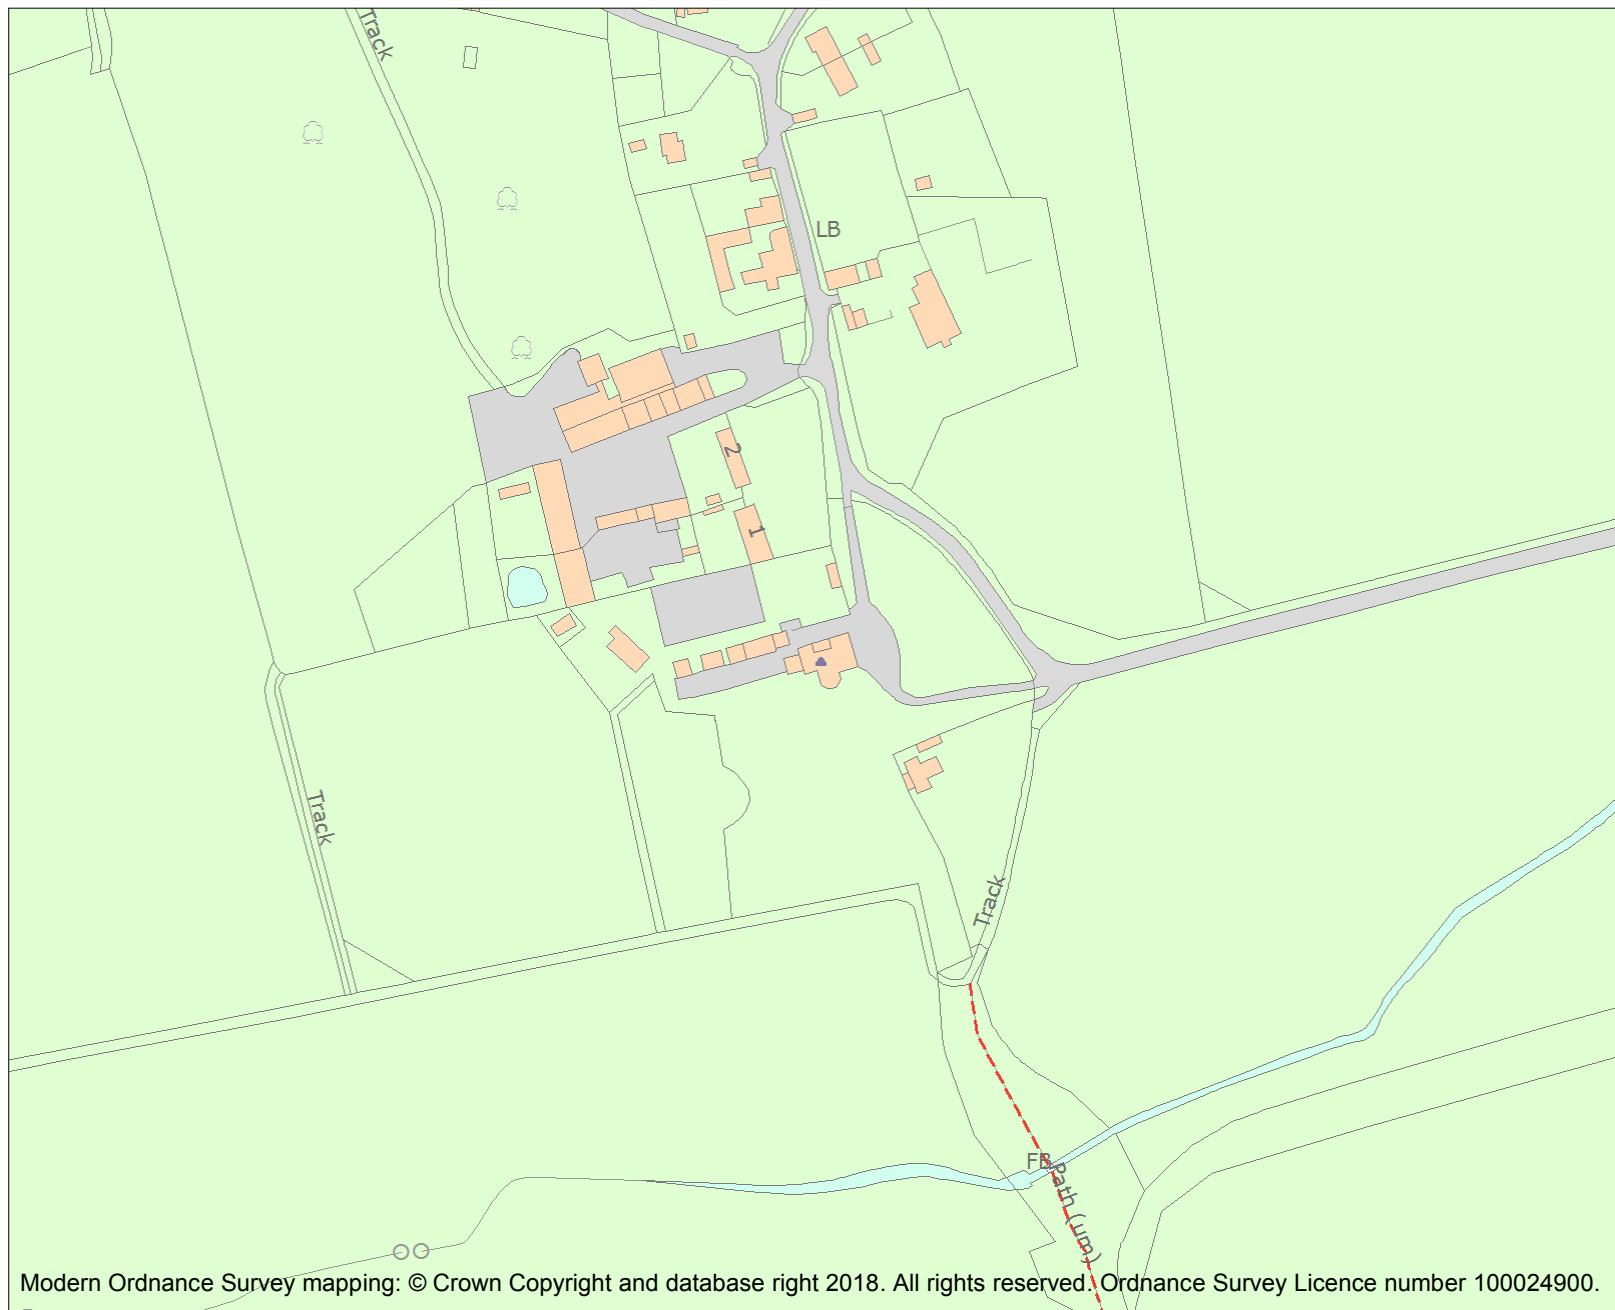 Track
LB
2
1
Track
Track
FB
Path (um)
Modern Ordnance Survey mapping: © Crown Copyright and database right 2018. All rights reserved. Ordnance Survey Licence number 100024900.